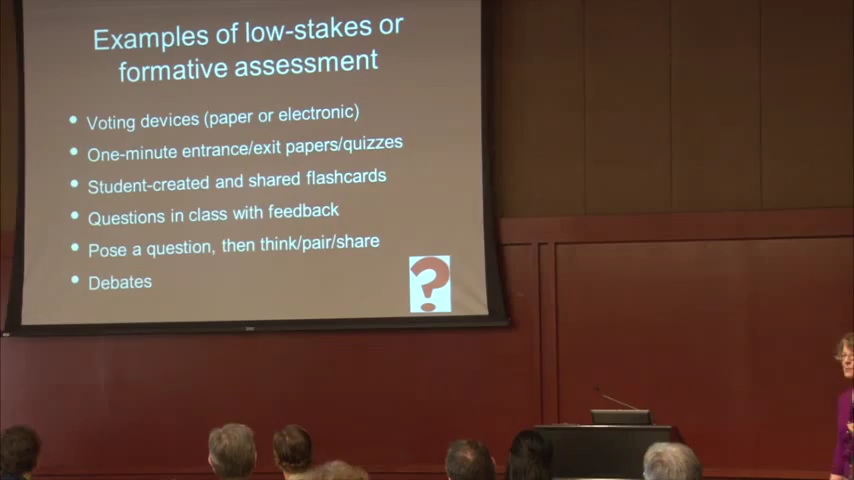 Examples of low-stakes or
formative assessment
• Voting devices (paper or electronic)
• One-minute entrance/exit papers/quizzes
• Student-created and shared flashcards
• Questions in class with feedback
• Pose a question, then think/pair/share
• Debates
?